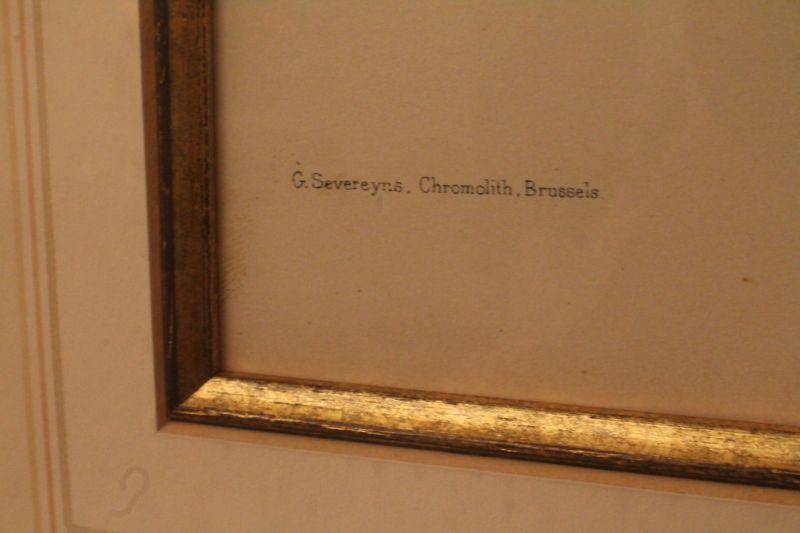 G. Severeyns, Chromolith, Brussels.